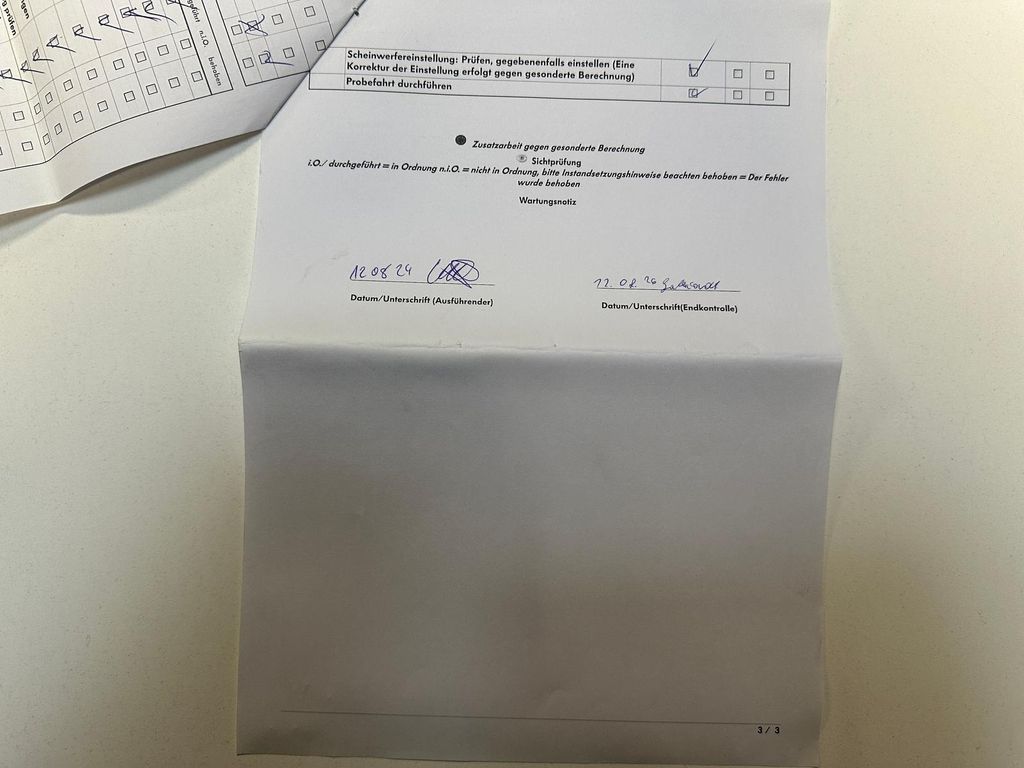 prüfen
n.i.O.
behoben
Scheinwerfereinstellung: Prüfen, gegebenenfalls einstellen (Eine
Korrektur der Einstellung erfolgt gegen gesonderte Berechnung)
Probefahrt durchführen
Zusatzarbeit gegen gesonderte Berechnung
Sichtprüfung
i.O./ durchgeführt = in Ordnung n.i.O. = nicht in Ordnung, bitte Instandsetzungshinweise beachten behoben = Der Fehler
wurde behoben
Wartungsnotiz
12 08 24
Datum/Unterschrift (Ausführender)
Datum/Unterschrift(Endkontrolle)
3 / 3